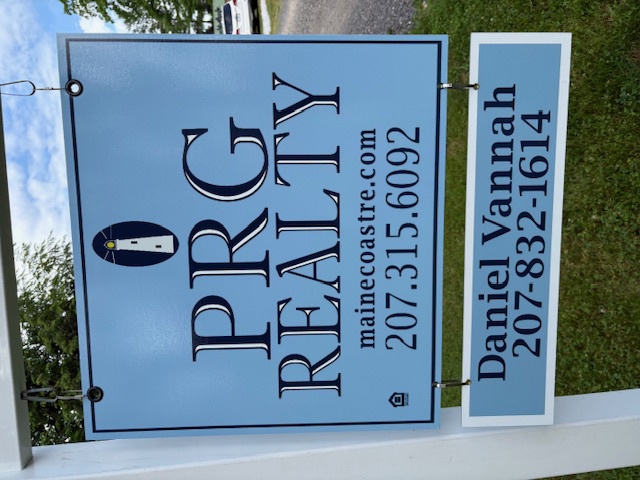 PRG
REALTY
mainecoastre.com
207.315.6092
Daniel Vannah
207-832-1614